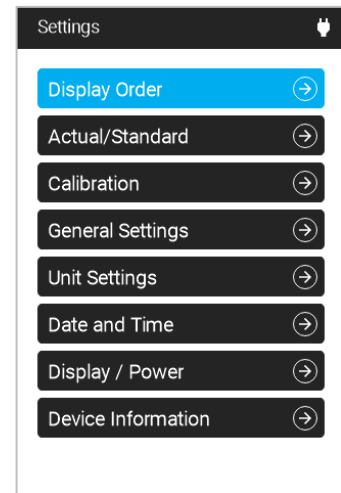 Settings
Display Order
Actual/Standard
Calibration
General Settings
Unit Settings
Date and Time
Display / Power
Device Information